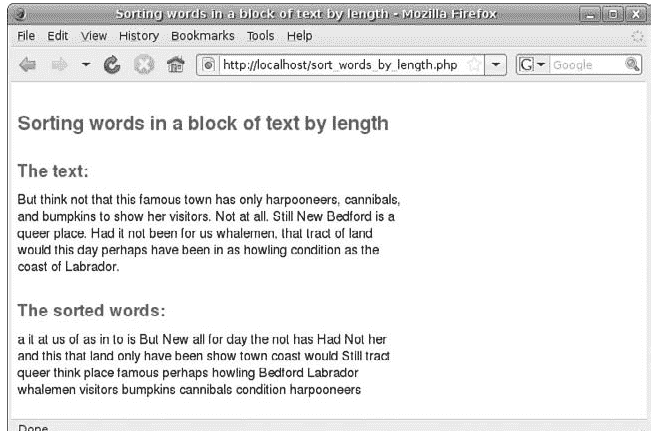 Sorting words in a block of text by length - Mozilla Firefox
File Edit View History Bookmarks Tools Help
http://localhost/sort_words_by_length.php G Google
Sorting words in a block of text by length
The text:
But think not that this famous town has only harpooneers, cannibals,
and bumpkins to show her visitors. Not at all. Still New Bedford is a
queer place. Had it not been for us whalemen, that tract of land
would this day perhaps have been in as howling condition as the
coast of Labrador.
The sorted words:
a it at us of as in to is But New all for day the not has Had Not her
and this that land only have been show town coast would Still tract
queer think place famous perhaps howling Bedford Labrador
whalemen visitors bumpkins cannibals condition harpooneers
Done